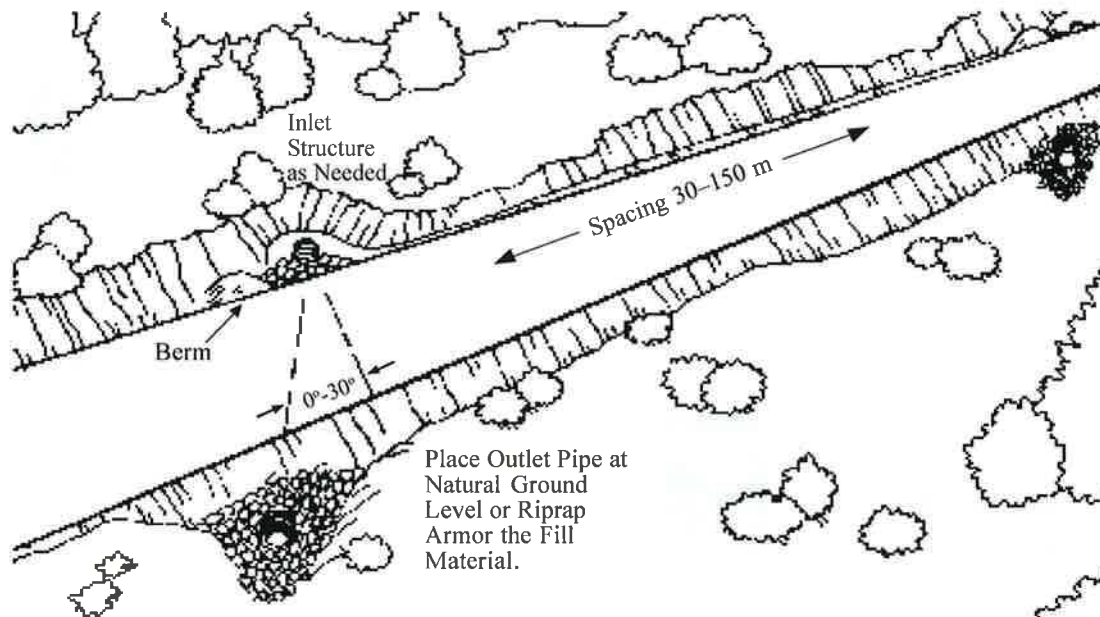 Inlet
Structure
as Needed
Spacing 30–150 m
Berm
0°-30°
Place Outlet Pipe at
Natural Ground
Level or Riprap
Armor the Fill
Material.